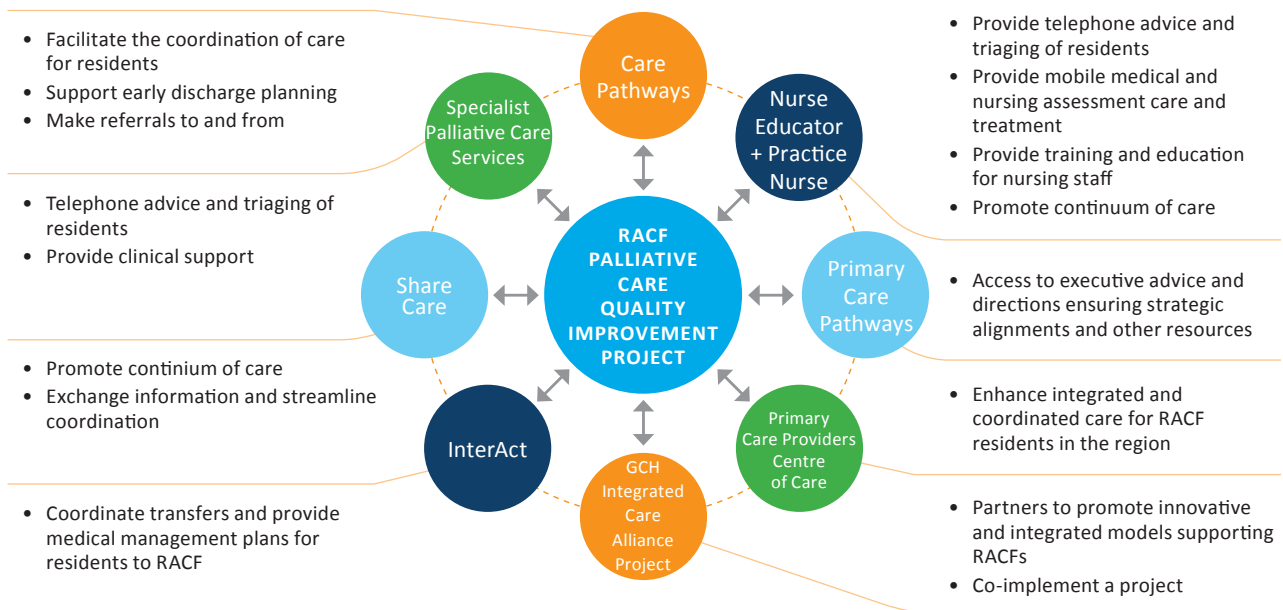 • Facilitate the coordination of care
for residents
• Support early discharge planning
• Make referrals to and from
• Telephone advice and triaging of
residents
• Provide clinical support
• Promote continium of care
• Exchange information and streamline
coordination
• Coordinate transfers and provide
medical management plans for
residents to RACF
Care
Pathways
Specialist
Palliative Care
Services
Nurse
Educator
+ Practice
Nurse
Share
Care
RACF
PALLIATIVE
CARE
QUALITY
IMPROVEMENT
PROJECT
Primary
Care
Pathways
InterAct
Primary
Care Providers
Centre
of Care
GCH
Integrated
Care
Alliance
Project
• Provide telephone advice and
triaging of residents
• Provide mobile medical and
nursing assessment care and
treatment
• Provide training and education
for nursing staff
• Promote continuum of care
• Access to executive advice and
directions ensuring strategic
alignments and other resources
• Enhance integrated and
coordinated care for RACF
residents in the region
• Partners to promote innovative
and integrated models supporting
RACFs
• Co-implement a project